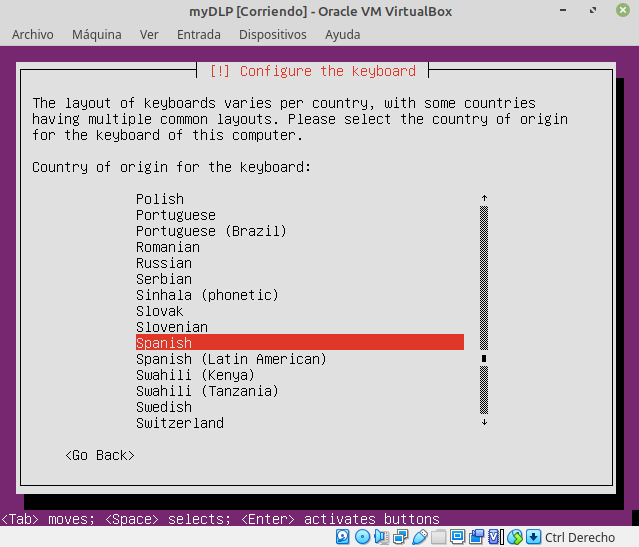 myDLP [Corriendo] - Oracle VM VirtualBox
Archivo Máquina Ver Entrada Dispositivos Ayuda
[!] Configure the keyboard
The layout of keyboards varies per country, with some countries
having multiple common layouts. Please select the country of origin
for the keyboard of this computer.
Country of origin for the keyboard:
Polish
Portuguese
Portuguese (Brazil)
Romanian
Russian
Serbian
Sinhala (phonetic)
Slovak
Slovenian
Spanish
Spanish (Latin American)
Swahili (Kenya)
Swahili (Tanzania)
Swedish
Switzerland
<Go Back>
<Tab> moves; <Space> selects; <Enter> activates buttons
Ctrl Derecho